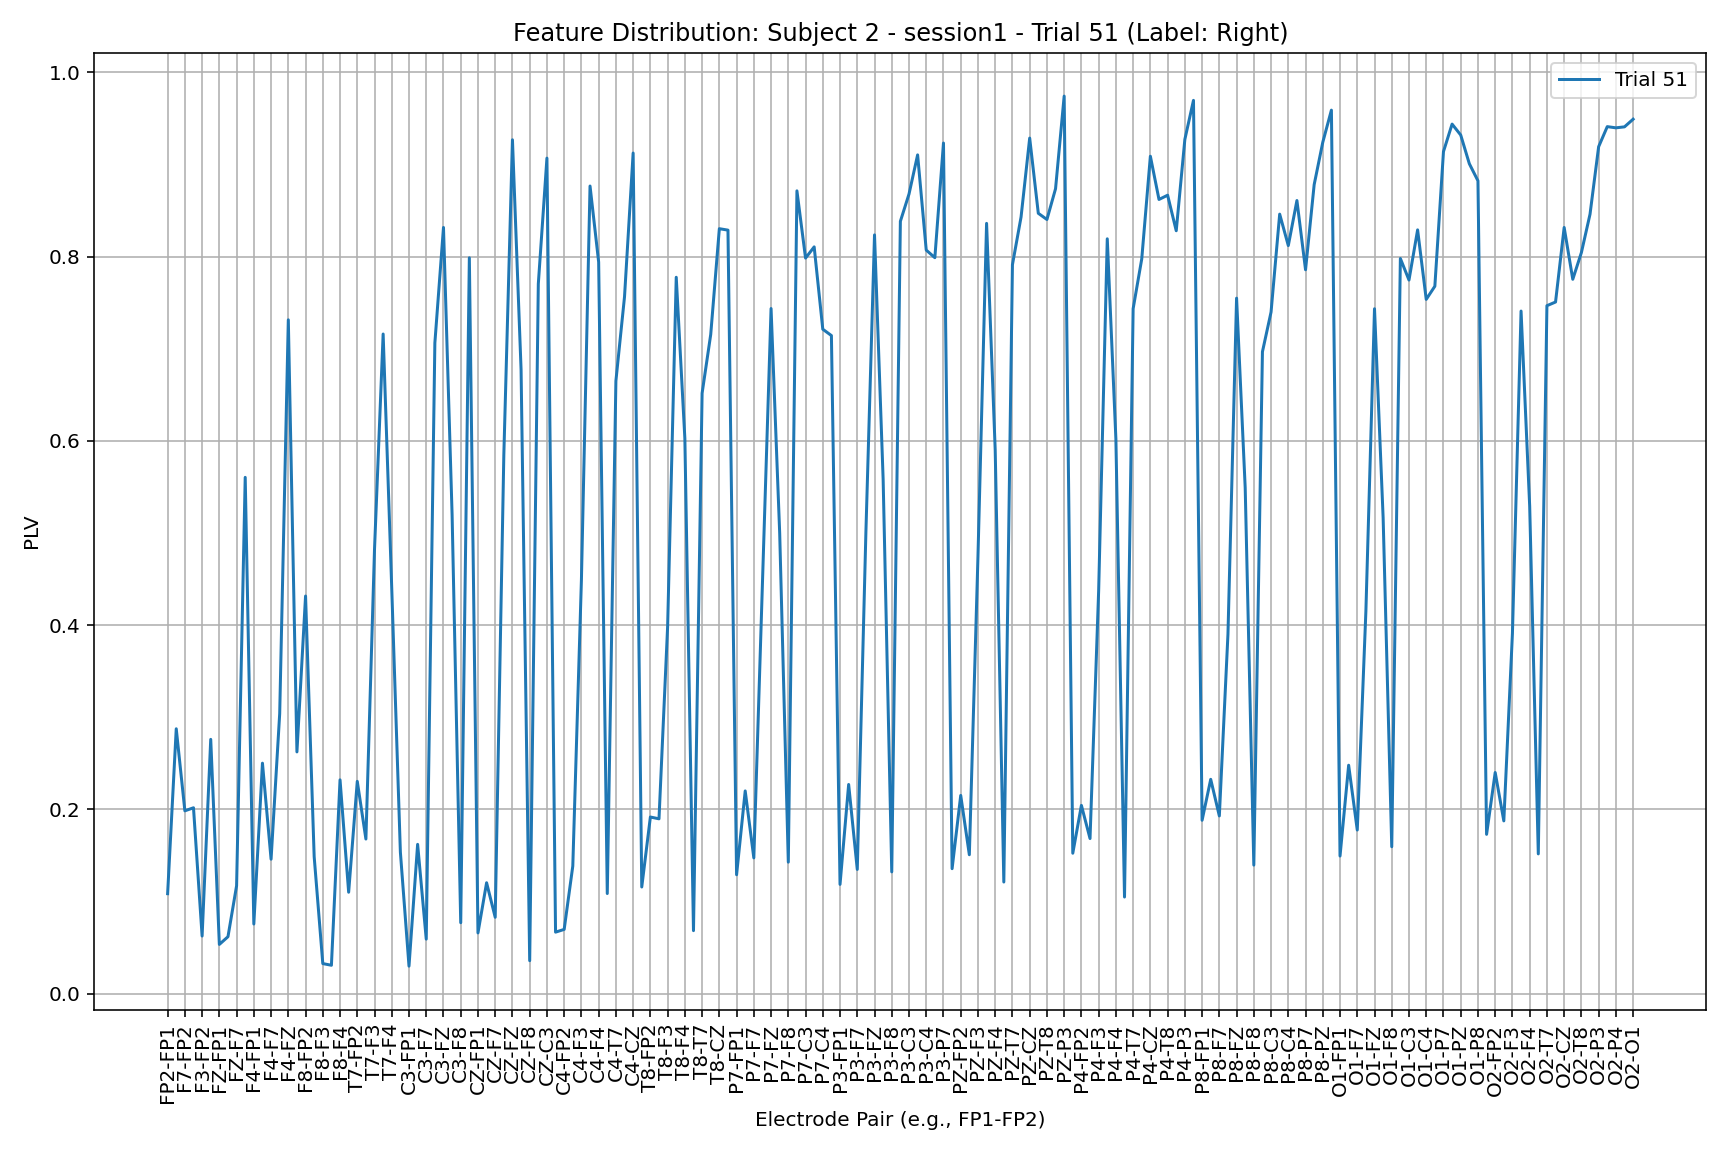 Feature Distribution: Subject 2 - session1 - Trial 51 (Label: Right)
Trial 51
PLV
1.0
0.8
0.6
0.4
0.2
0.0
FP2-FP1
F7-FP2
F3-FP2
FZ-FP1
FZ-F7
F4-FP1
F4-F7
F4-FZ
F8-FP2
F8-F3
F8-F4
T7-FP2
T7-F3
T7-F4
C3-FP1
C3-F7
C3-FZ
C3-F8
CZ-FP1
CZ-F7
CZ-FZ
CZ-F8
CZ-C3
C4-FP2
C4-F3
C4-F4
C4-T7
C4-CZ
T8-FP2
T8-F3
T8-F4
T8-T7
T8-CZ
P7-FP1
P7-F7
P7-FZ
P7-F8
P7-C3
P7-C4
P3-FP1
P3-F7
P3-FZ
P3-F8
P3-C3
P3-C4
P3-P7
PZ-FP2
PZ-F3
PZ-F4
PZ-T7
PZ-CZ
PZ-T8
PZ-P3
P4-FP2
P4-F3
P4-F4
P4-T7
P4-CZ
P4-T8
P4-P3
P8-FP1
P8-F7
P8-FZ
P8-F8
P8-C3
P8-C4
P8-P7
P8-PZ
O1-FP1
O1-F7
O1-FZ
O1-F8
O1-C3
O1-C4
O1-P7
O1-PZ
O1-P8
O2-FP2
O2-F3
O2-F4
O2-T7
O2-CZ
O2-T8
O2-P3
O2-P4
O2-O1
Electrode Pair (e.g., FP1-FP2)